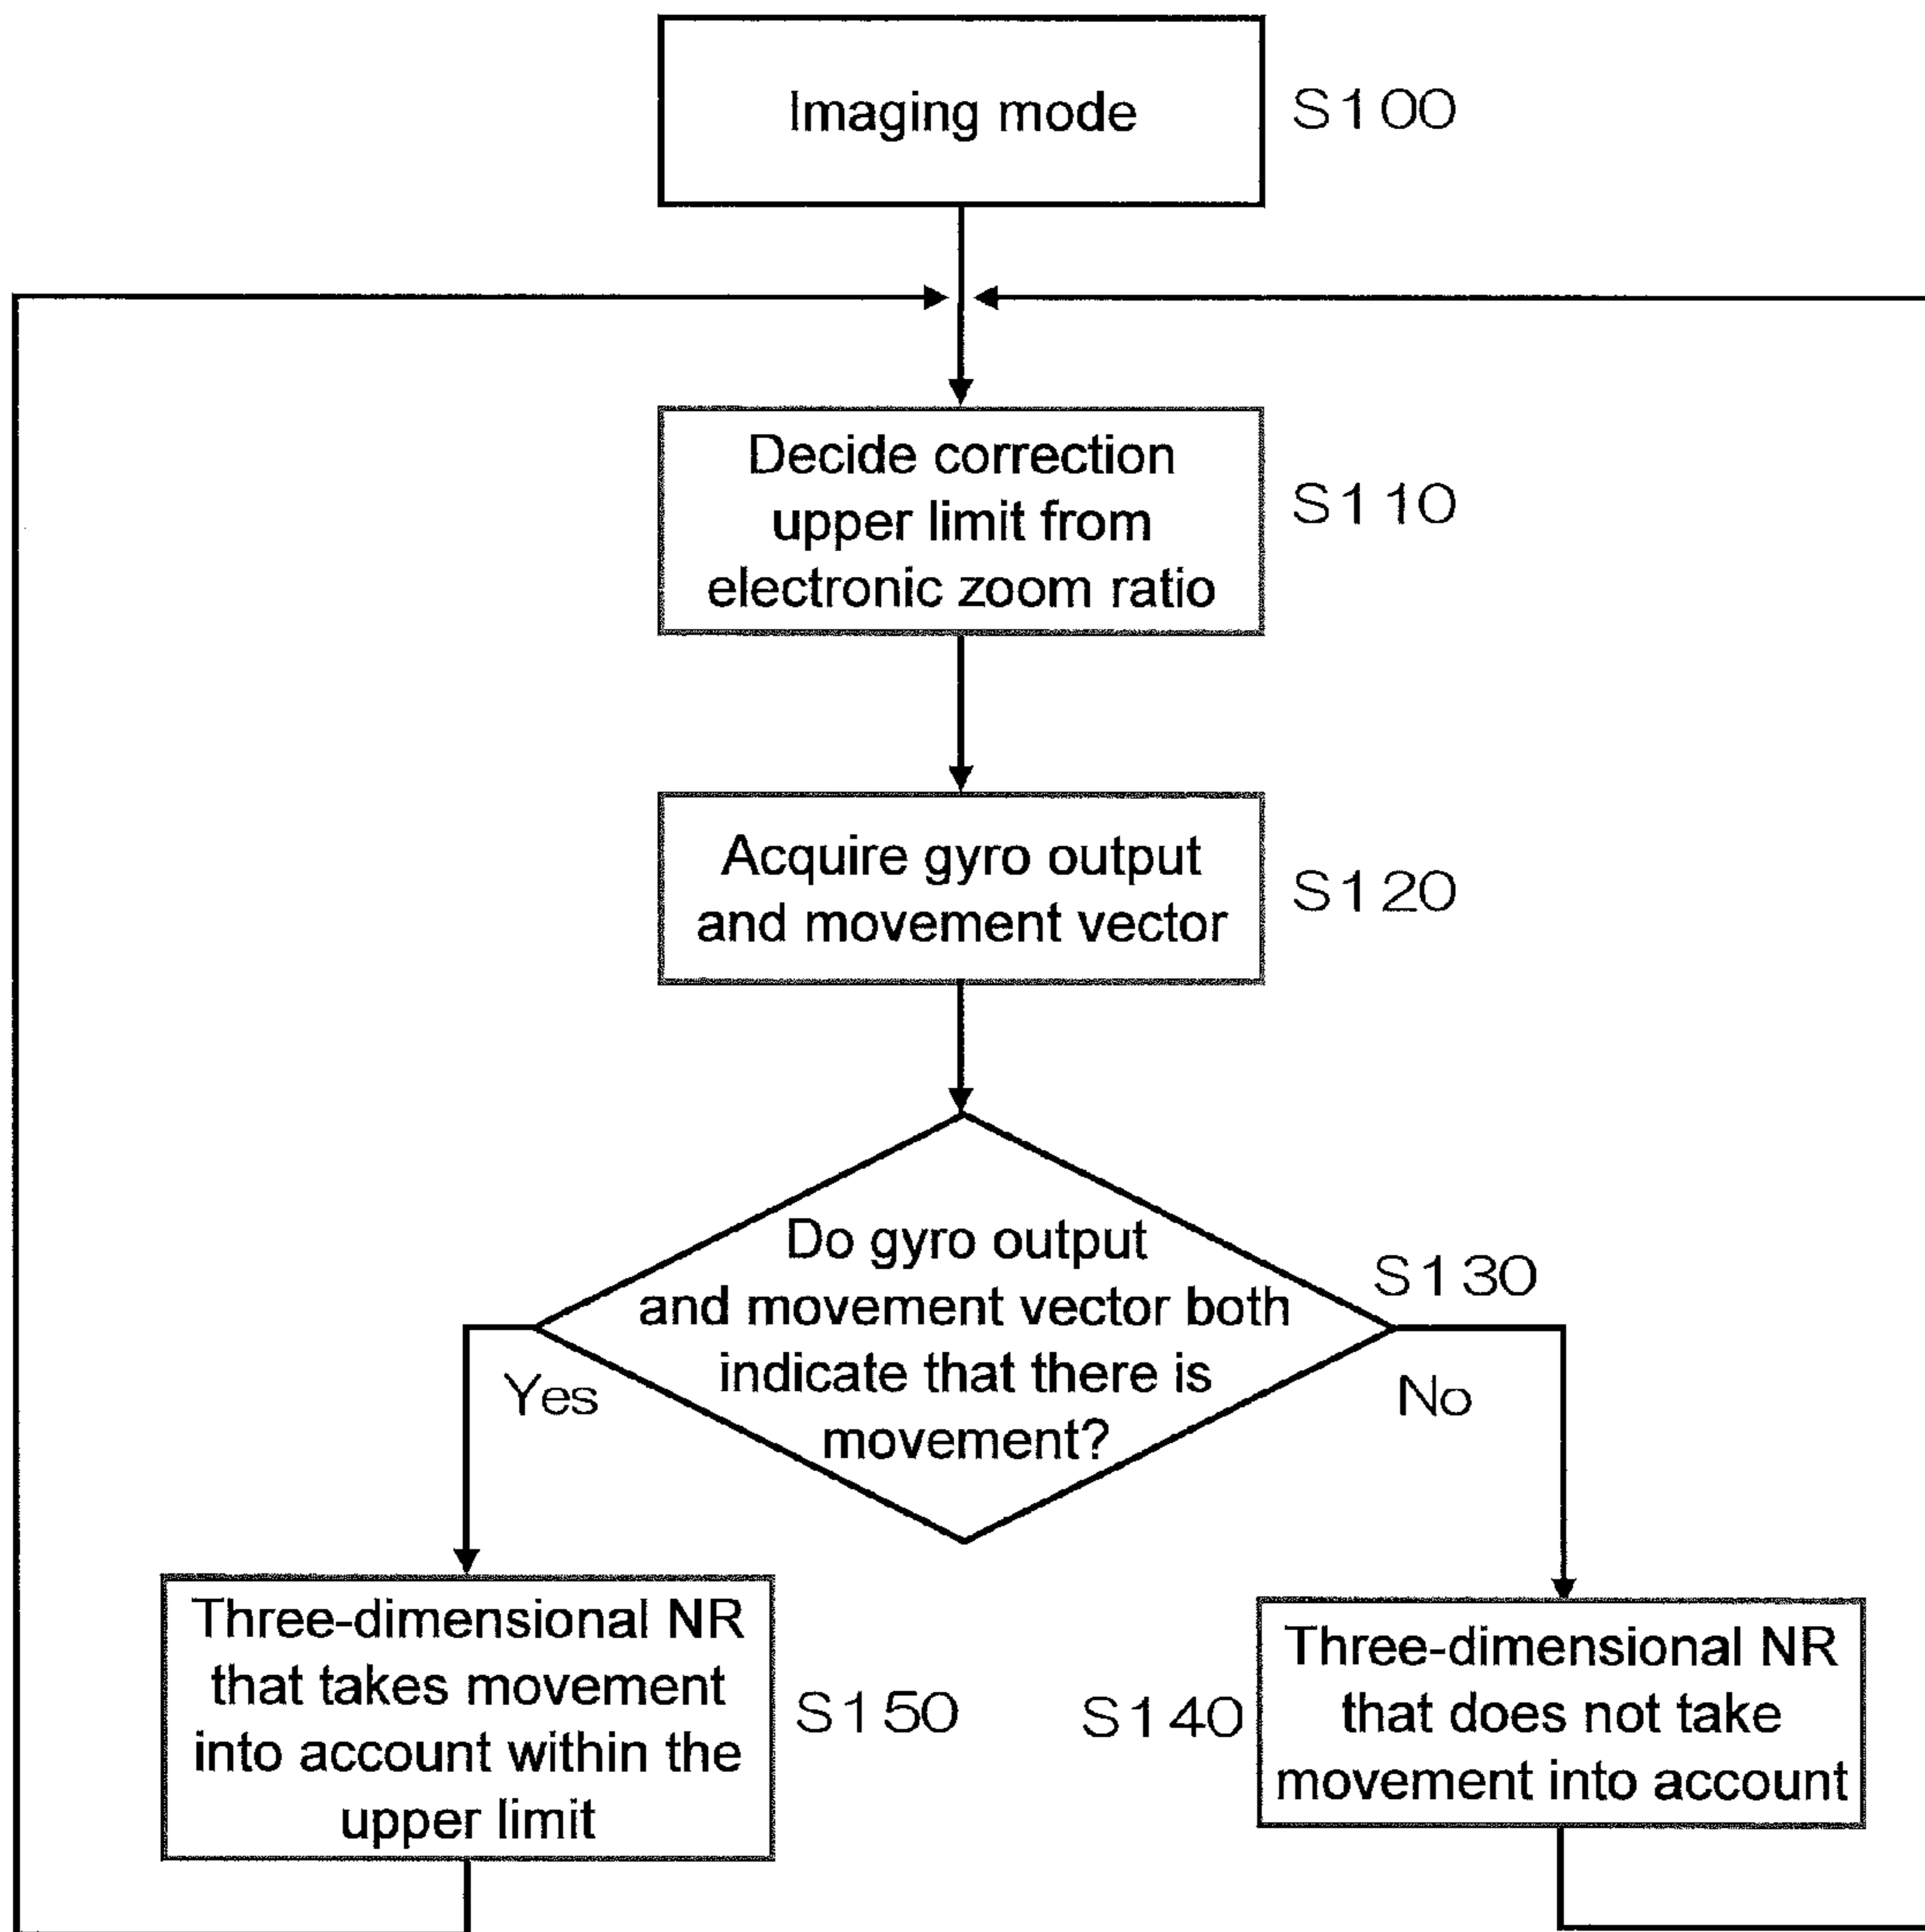 Imaging mode
S100
Decide correction
upper limit from
electronic zoom ratio
S110
Acquire gyro output
and movement vector
S120
Do gyro output
and movement vector both
indicate that there is
movement?
S130
Yes
No
Three-dimensional NR
that takes movement
into account within the
upper limit
S150
S140
Three-dimensional NR
that does not take
movement into account